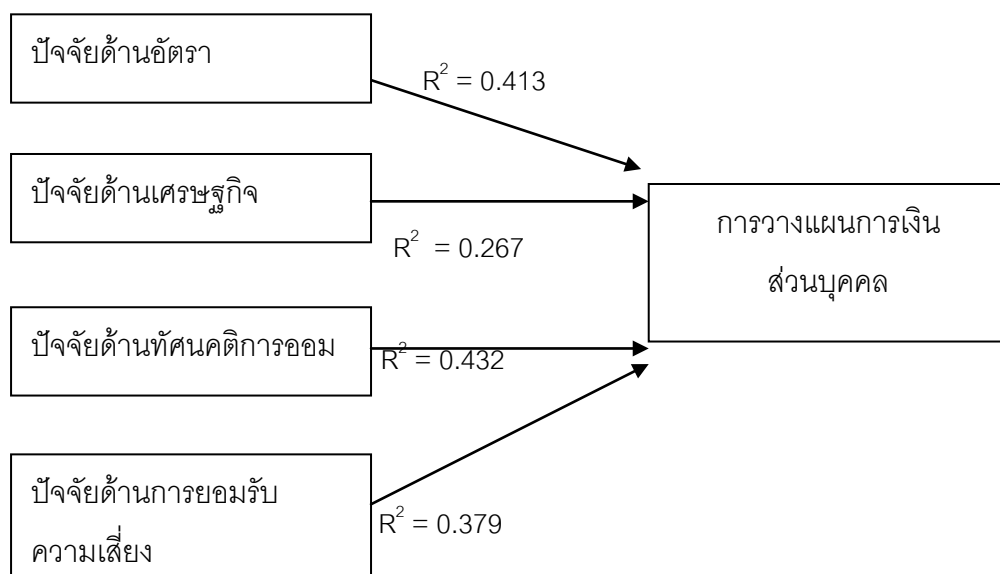 ปัจจัยด้านอัตรา
R² = 0.413
ปัจจัยด้านเศรษฐกิจ
R² = 0.267
การวางแผนการเงิน
ส่วนบุคคล
ปัจจัยด้านทัศนคติการออม
R² = 0.432
ปัจจัยด้านการยอมรับ
ความเสี่ยง
R² = 0.379